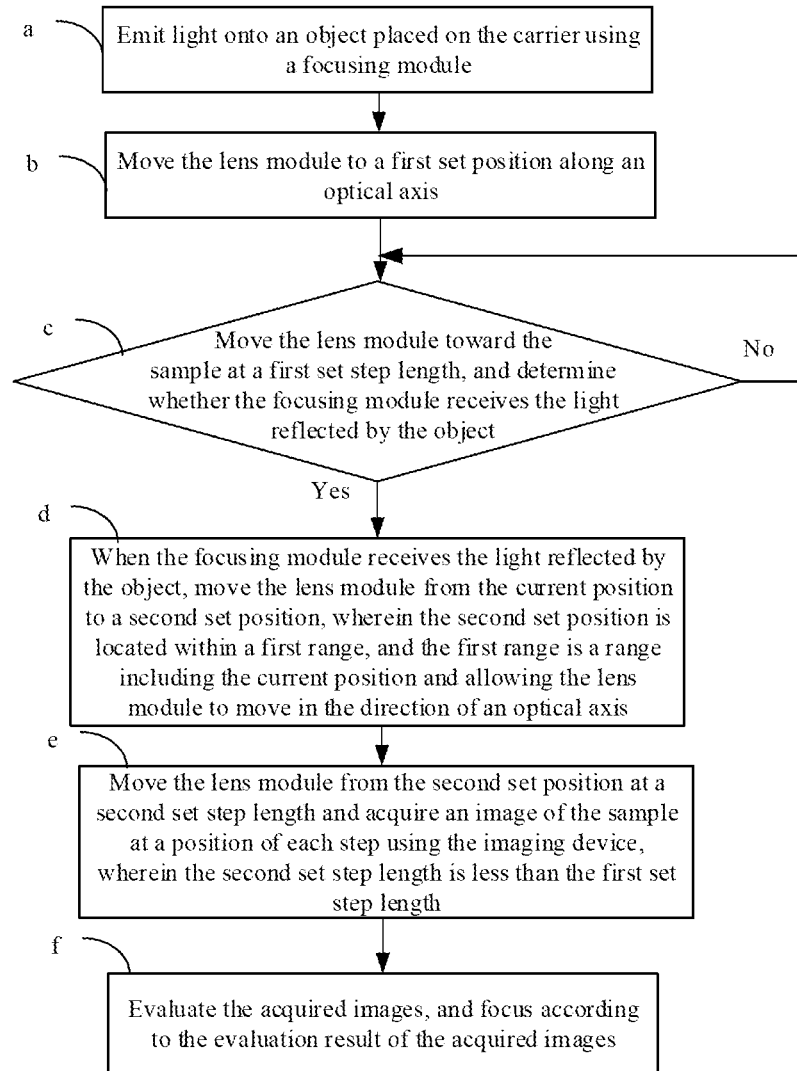 a
Emit light onto an object placed on the carrier using
a focusing module
b
Move the lens module to a first set position along an
optical axis
c
Move the lens module toward the
sample at a first set step length, and determine
whether the focusing module receives the light
reflected by the object
No
Yes
d
When the focusing module receives the light reflected by
the object, move the lens module from the current position
to a second set position, wherein the second set position is
located within a first range, and the first range is a range
including the current position and allowing the lens
module to move in the direction of an optical axis
e
Move the lens module from the second set position at a
second set step length and acquire an image of the sample
at a position of each step using the imaging device,
wherein the second set step length is less than the first set
step length
f
Evaluate the acquired images, and focus according
to the evaluation result of the acquired images